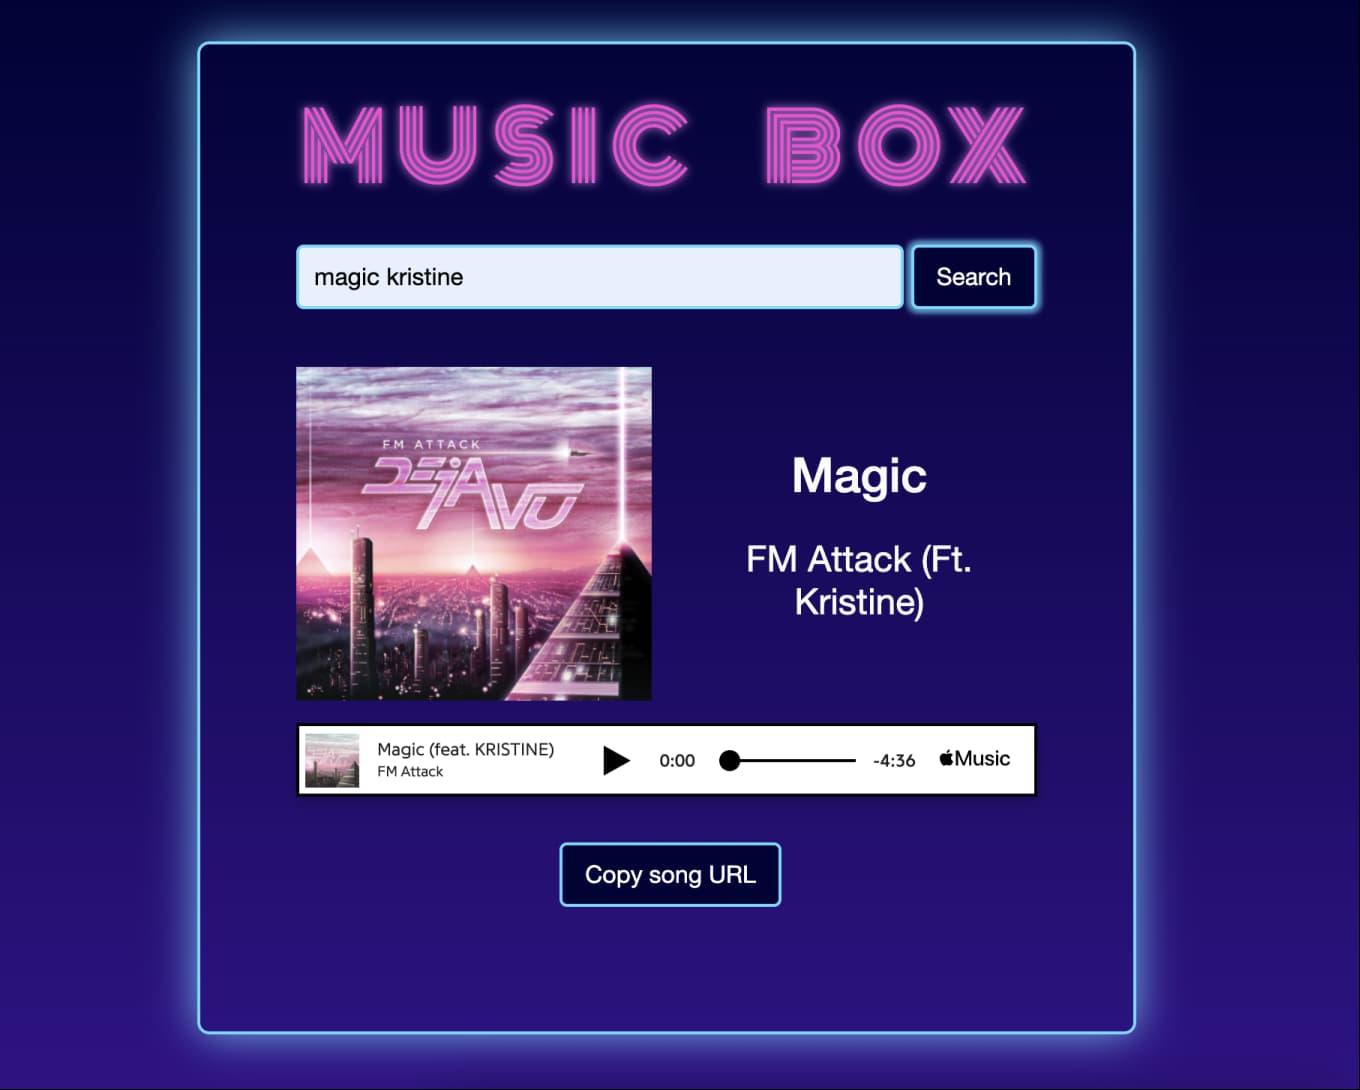 MUSIC BOX
magic kristine
Search
FM ATTACK
DEJA VU
Magic
FM Attack (Ft.
Kristine)
Magic (feat. KRISTINE)
FM Attack
0:00
-4:36
Music
Copy song URL